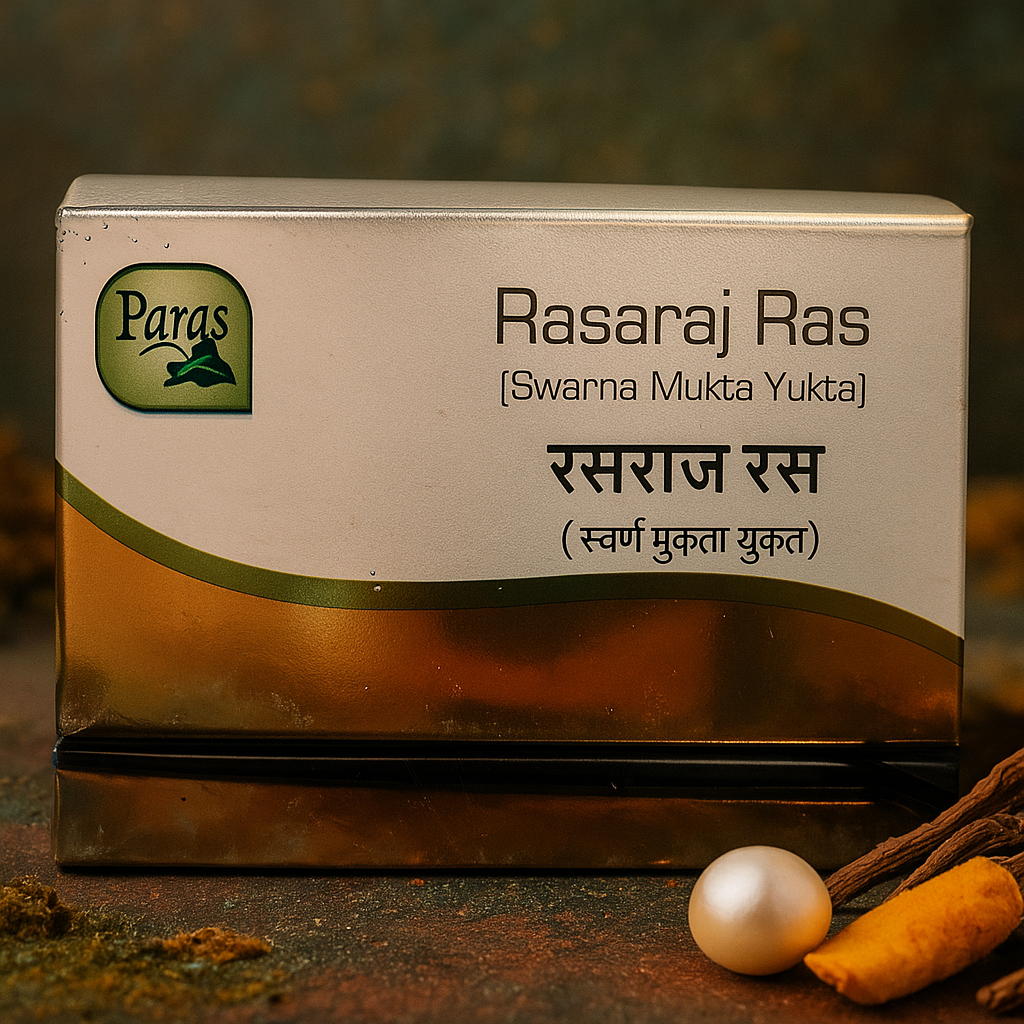 Paras
Rasaraj Ras
[Swarna Mukta Yukta]
रसराज रस
( स्वर्ण मुकता युकत)